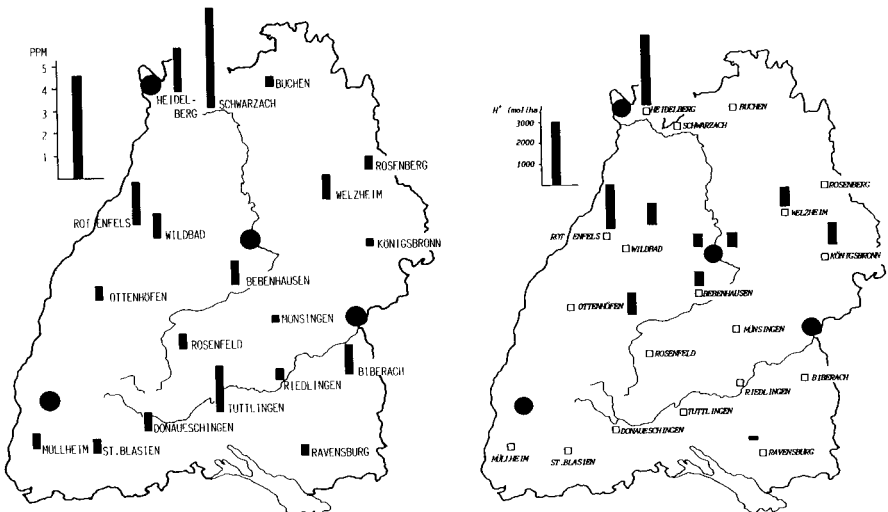 PPM
5
4
3
2
1
HEIDEL-
BERG
SCHWARZACH
BUCHEN
ROSENBERG
WELZHEIM
ROTENFELS
WILDBAD
KÖNIGSBRONN
BEBENHAUSEN
OTTENHÖFEN
MÜNSINGEN
ROSENFELD
BIBERACH
RIEDLINGEN
TUTTLINGEN
DONAUESCHINGEN
MÜLLHEIM
ST.BLASIEN
RAVENSBURG
H⁺ (mol/ha)
3000
2000
1000
HEIDELBERG
BUCHEN
SCHWARZACH
ROSENBERG
WELZHEIM
ROTENFELS
WILDBAD
KÖNIGSBRONN
BEBENHAUSEN
OTTENHÖFEN
MÜNSINGEN
ROSENFELD
BIBERACH
RIEDLINGEN
TUTTLINGEN
DONAUESCHINGEN
MÜLLHEIM
ST.BLASIEN
RAVENSBURG